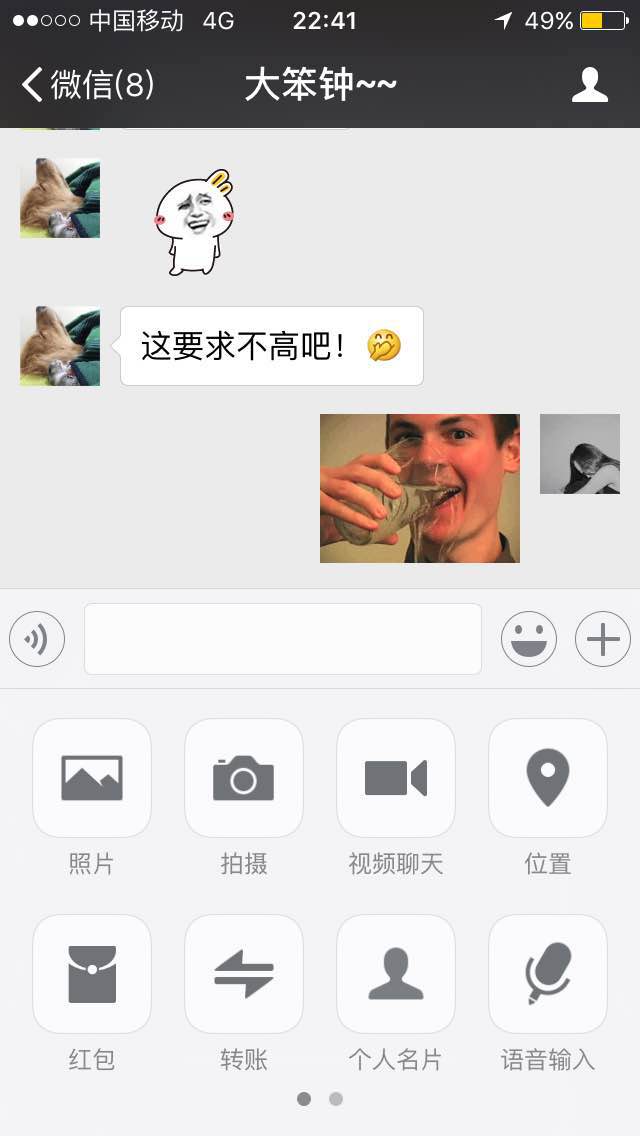 中国移动 4G 22:41 49%
微信(8) 大笨钟~~
这要求不高吧！🤭
照片 拍摄 视频聊天 位置
红包 转账 个人名片 语音输入